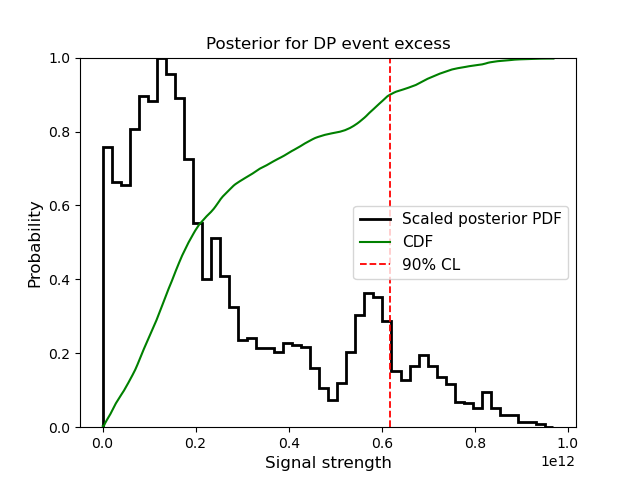 Posterior for DP event excess
Probability
1.0
0.8
0.6
0.4
0.2
0.0
Scaled posterior PDF
CDF
90% CL
0.0 0.2 0.4 0.6 0.8 1.0
1e12
Signal strength